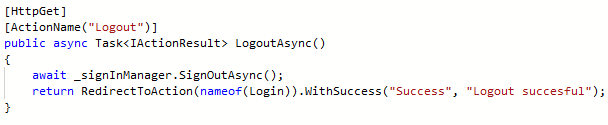 [HttpGet]
[ActionName("Logout")]
public async Task<IActionResult> LogoutAsync()
{
    await _signInManager.SignOutAsync();
    return RedirectToAction(nameof(Login)).WithSuccess("Success", "Logout succesful");
}